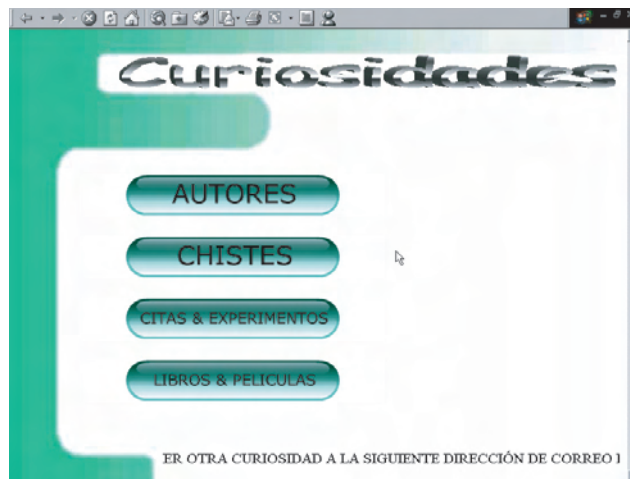 Curiosidades
AUTORES
CHISTES
CITAS & EXPERIMENTOS
LIBROS & PELICULAS
ER OTRA CURIOSIDAD A LA SIGUIENTE DIRECCIÓN DE CORREO